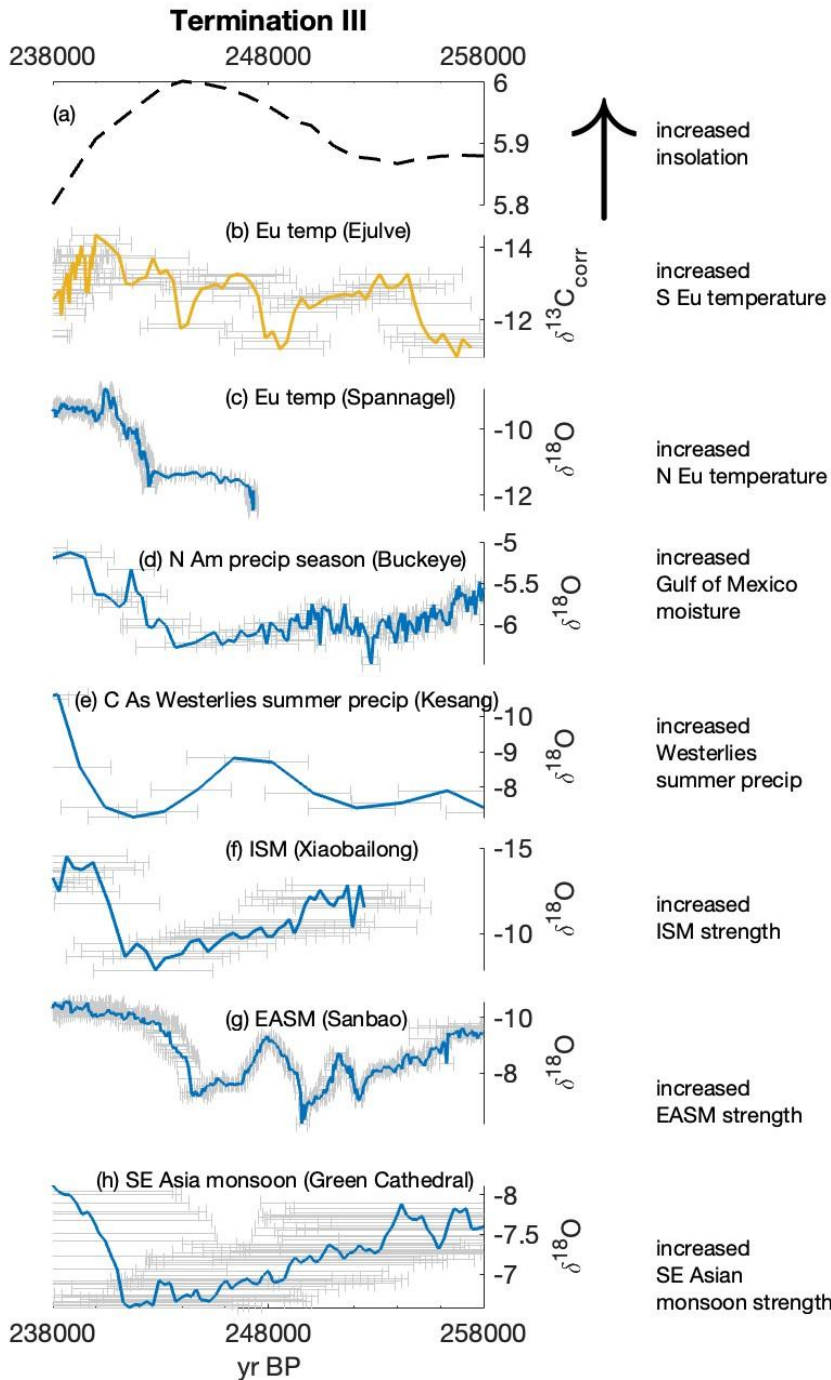 Termination III
238000 248000 258000
(a)
6
5.9
5.8
increased
insolation
(b) Eu temp (Ejulve)
-14
-12
δ¹³C_corr
increased
S Eu temperature
(c) Eu temp (Spannagel)
-10
-12
δ¹⁸O
increased
N Eu temperature
(d) N Am precip season (Buckeye)
-5
-5.5
-6
δ¹⁸O
increased
Gulf of Mexico
moisture
(e) C As Westerlies summer precip (Kesang)
-10
-9
-8
δ¹⁸O
increased
Westerlies
summer precip
(f) ISM (Xiaobailong)
-15
-10
δ¹⁸O
increased
ISM strength
(g) EASM (Sanbao)
-10
-8
δ¹⁸O
increased
EASM strength
(h) SE Asia monsoon (Green Cathedral)
-8
-7.5
-7
δ¹⁸O
increased
SE Asian
monsoon strength
238000 248000 258000
yr BP